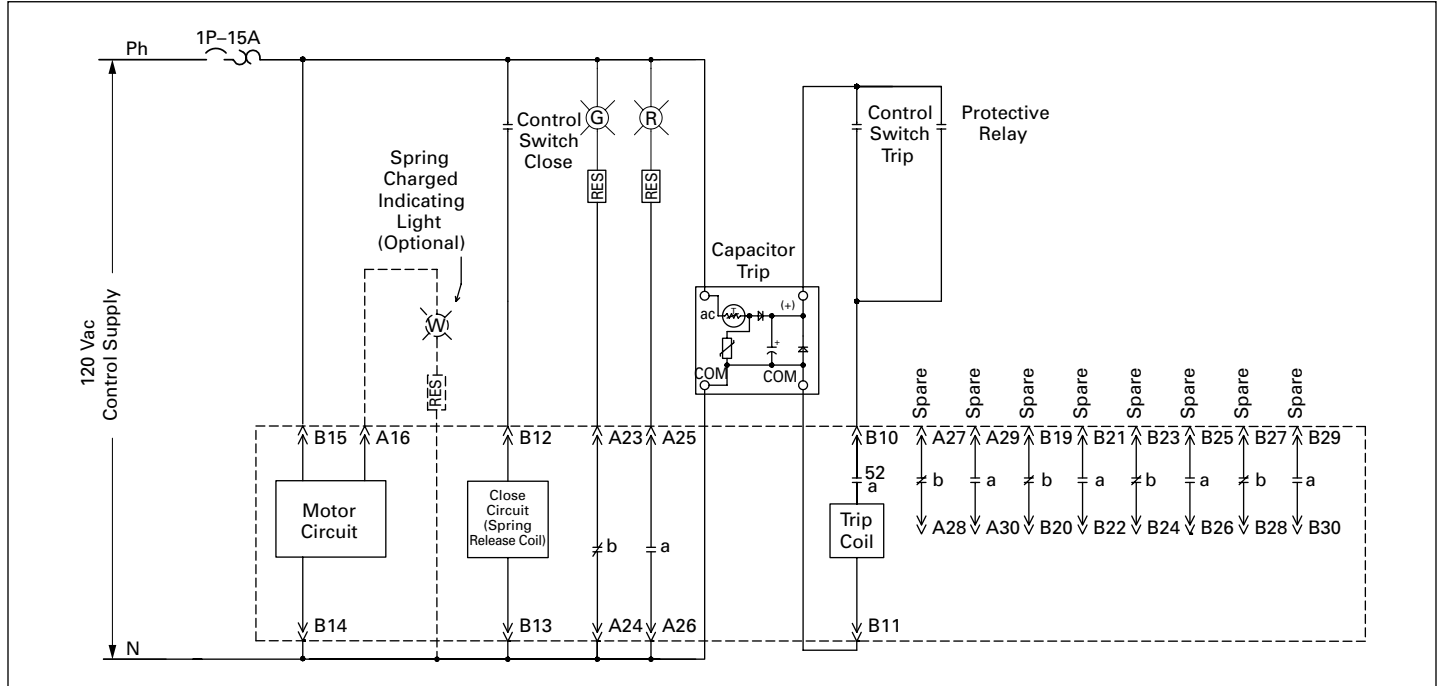 1P–15A
Ph
120 Vac
Control Supply
N
Spring
Charged
Indicating
Light
(Optional)
W
RES
Control
Switch
Close
G
R
RES
RES
Capacitor
Trip
ac
T
(+)
+
COM
COM
Control
Switch
Trip
Protective
Relay
Spare
Spare
Spare
Spare
Spare
Spare
Spare
Spare
B15
A16
B12
A23
A25
B10
A27
A29
B19
B21
B23
B25
B27
B29
Motor
Circuit
Close
Circuit
(Spring
Release Coil)
b
a
52
a
Trip
Coil
b
a
b
a
b
a
b
a
A28
A30
B20
B22
B24
B26
B28
B30
B14
B13
A24
A26
B11